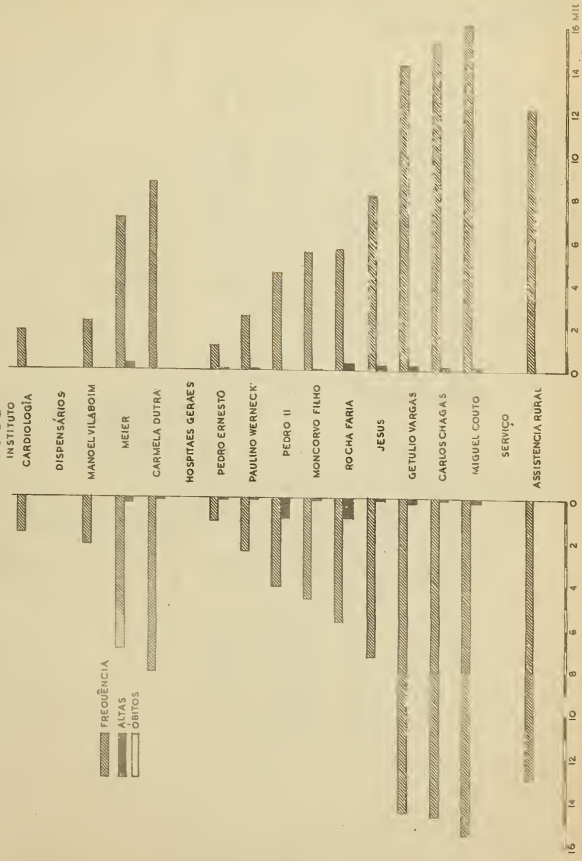 INSTITUTO
CARDIOLOGÍA
DISPENSÁRIOS
MANOEL VILABOIM
MEIER
CARMELA DUTRA
HOSPITAES GERAES
PEDRO ERNESTO
PAULINO WERNECK
PEDRO II
MONCORVO FILHO
ROCHA FARIA
JESUS
GETULIO VARGAS
CARLOS CHAGAS
MIGUEL COUTO
SERVIÇO
ASSISTENCIA RURAL
FREQUÊNCIA
ALTAS
ÓBITOS
0 2 4 6 8 10 12 14 16 MIL
0 2 4 6 8 10 12 14 16